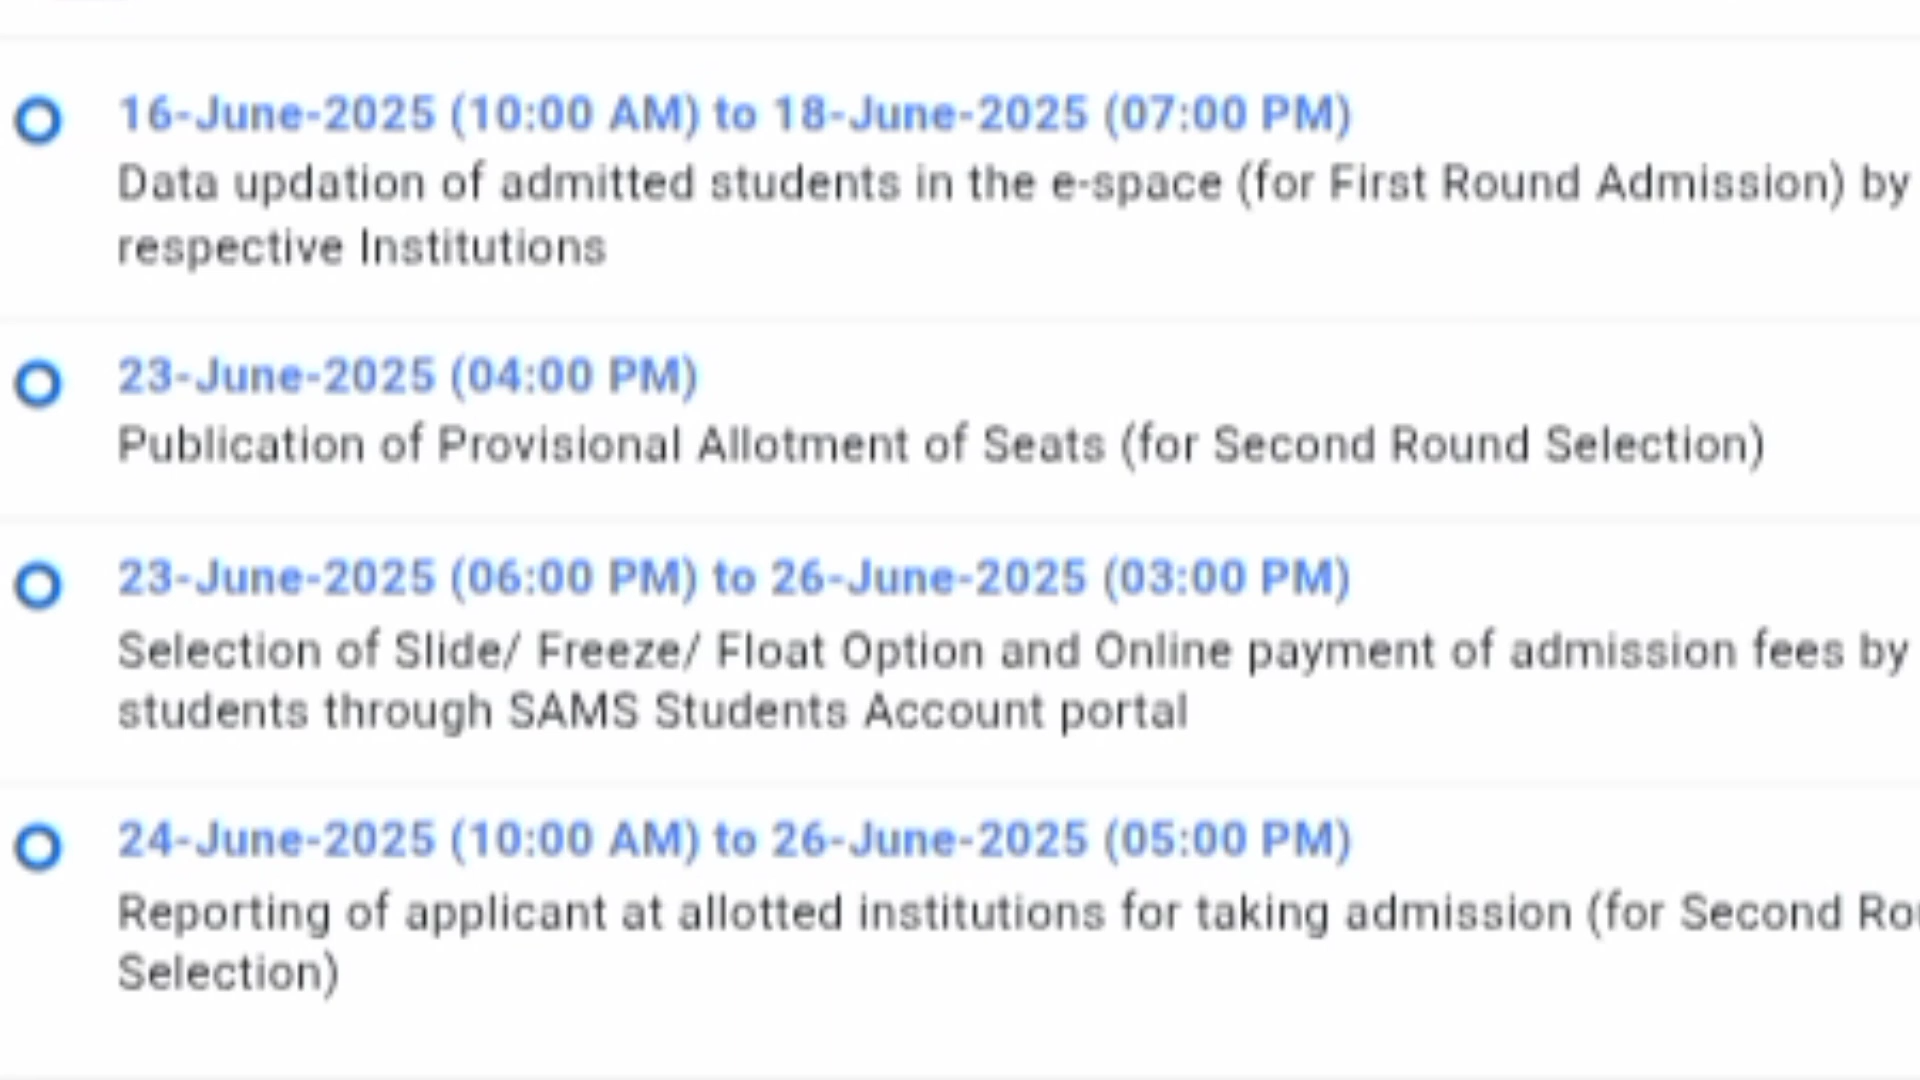 16-June-2025 (10:00 AM) to 18-June-2025 (07:00 PM)
Data updation of admitted students in the e-space (for First Round Admission) by
respective Institutions
23-June-2025 (04:00 PM)
Publication of Provisional Allotment of Seats (for Second Round Selection)
23-June-2025 (06:00 PM) to 26-June-2025 (03:00 PM)
Selection of Slide/ Freeze/ Float Option and Online payment of admission fees by
students through SAMS Students Account portal
24-June-2025 (10:00 AM) to 26-June-2025 (05:00 PM)
Reporting of applicant at allotted institutions for taking admission (for Second
Selection)